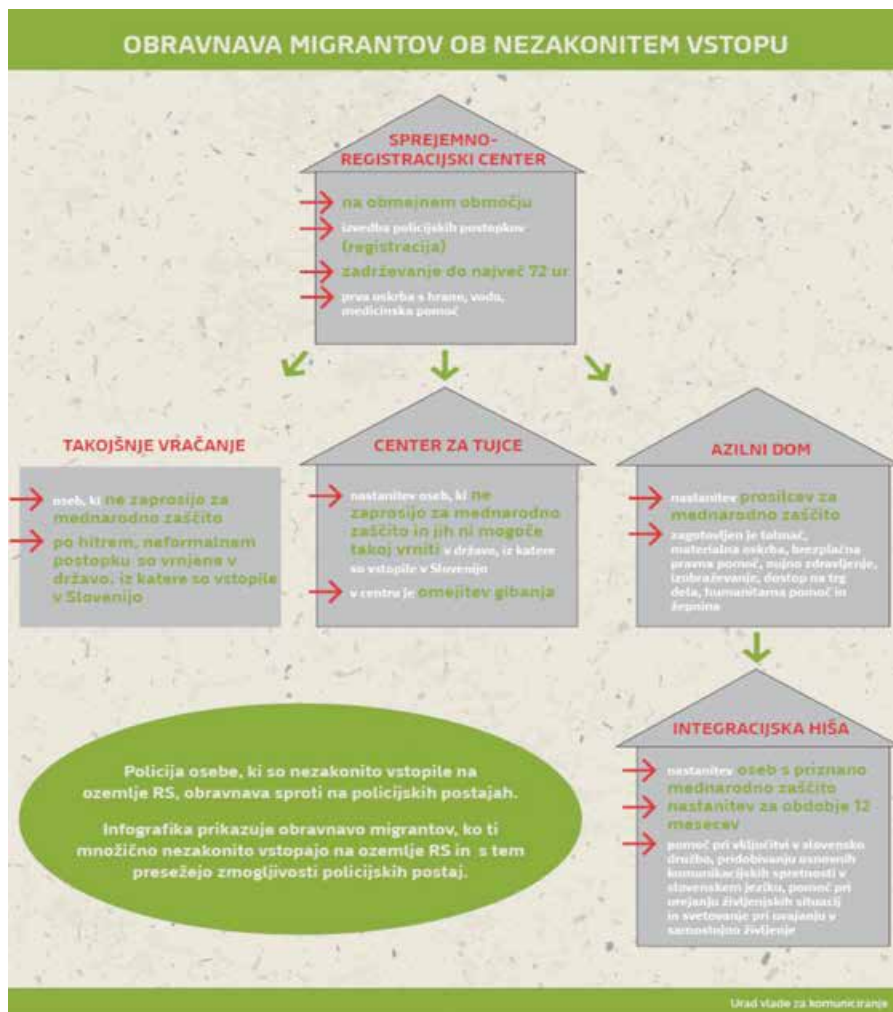 OBRAVNAVA MIGRANTOV OB NEZAKONITEM VSTOPU
SPREJEMNO-
REGISTRACIJSKI CENTER
na obmejnem območju
izvedba policijskih postopkov
(registracija)
zadrževanje do največ 72 ur
prva oskrba s hrano, vodo,
medicinska pomoč
TAKOJŠNJE VRAČANJE
oseb, ki ne zaprosijo za
mednarodno zaščito
po hitrem, neformalnem
postopku so vrnjene v
državo, iz katere so vstopile
v Slovenijo
CENTER ZA TUJCE
nastanitev oseb, ki ne
zaprosijo za mednarodno
zaščito in jih ni mogoče
takoj vrniti v državo, iz katere
so vstopile v Slovenijo
v centru je omejitev gibanja
AZILNI DOM
nastanitev prosilcev za
mednarodno zaščito
zagotovljen je tolmač,
materialna oskrba, brezplačna
pravna pomoč, nujno zdravljenje,
izobraževanje, dostop na trg
dela, humanitarna pomoč in
žepnina
INTEGRACIJSKA HIŠA
nastanitev oseb s priznano
mednarodno zaščito
nastanitev za obdobje 12
mesecev
pomoč pri vključitvi v slovensko
družbo, pridobivanju osnovnih
komunikacijskih spretnosti v
slovenskem jeziku, pomoč pri
urejanju življenjskih situacij
in svetovanje pri uvajanju v
samostojno življenje
Policija osebe, ki so nezakonito vstopile na
ozemlje RS, obravnava sproti na policijskih postajah.
Infografika prikazuje obravnavo migrantov, ko ti
množično nezakonito vstopajo na ozemlje RS in s tem
presežejo zmogljivosti policijskih postaj.
Urad vlade za komuniciranje